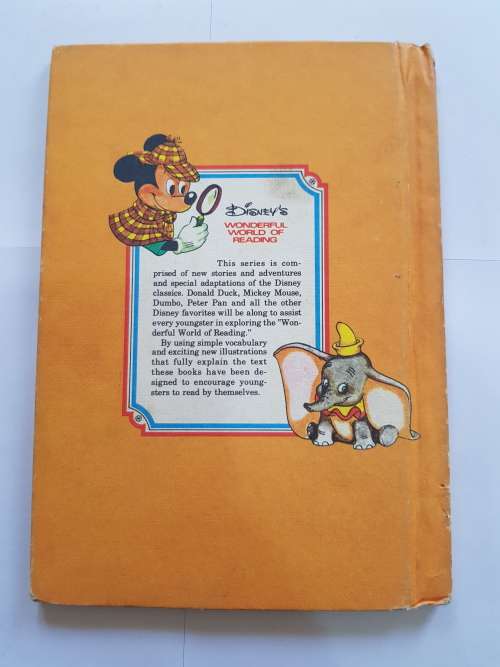 DISNEY'S
WONDERFUL
WORLD OF
READING
This series is com-
prised of new stories and adventures
and special adaptations of the Disney
classics. Donald Duck, Mickey Mouse,
Dumbo, Peter Pan and all the other
Disney favorites will be along to assist
every youngster in exploring the "Won-
derful World of Reading."
By using simple vocabulary
and exciting new illustrations
that fully explain the text
these books have been de-
signed to encourage young-
sters to read by themselves.